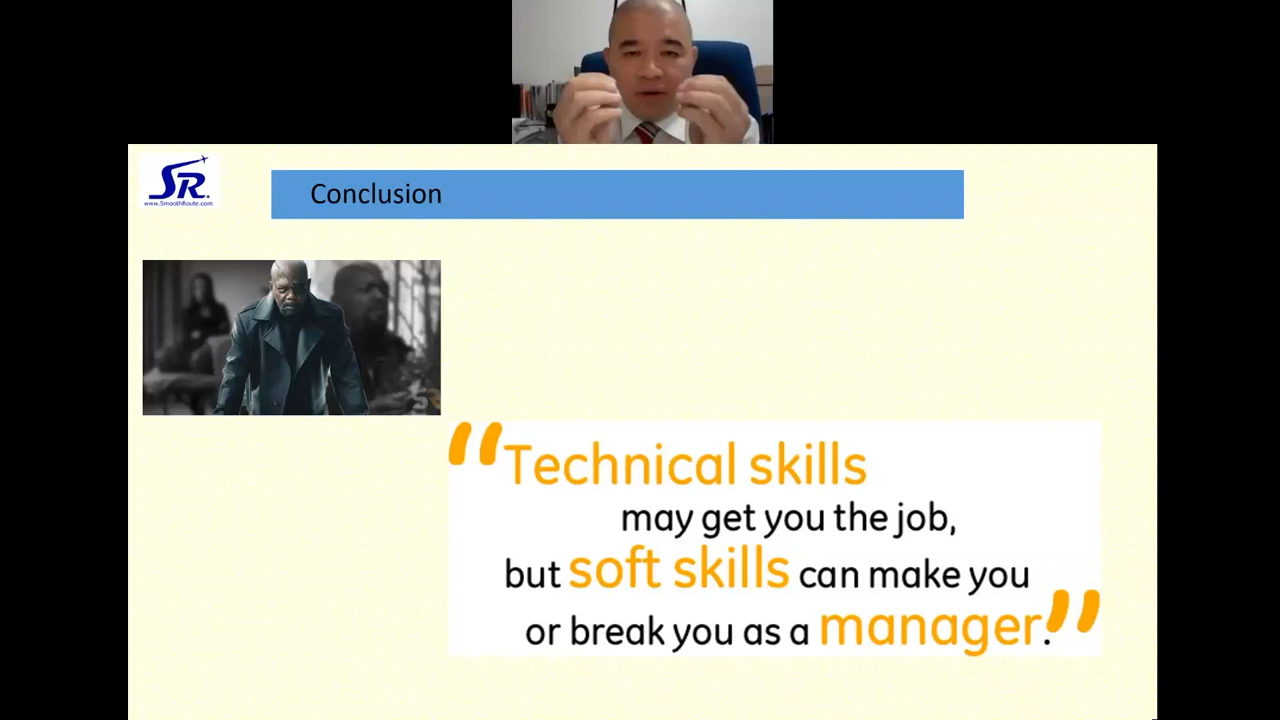 SR.
www.SmoothRoute.com
Conclusion
“Technical skills
may get you the job,
but soft skills can make you
or break you as a manager.”